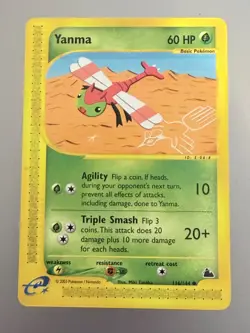 Yanma 60 HP
Basic Pokémon
Agility Flip a coin. If heads,
during your opponent's next turn,
prevent all effects of attacks,
including damage, done to Yanma.
10
Triple Smash Flip 3
coins. This attack does 20
damage plus 10 more damage
for each heads.
20+
weakness resistance retreat cost